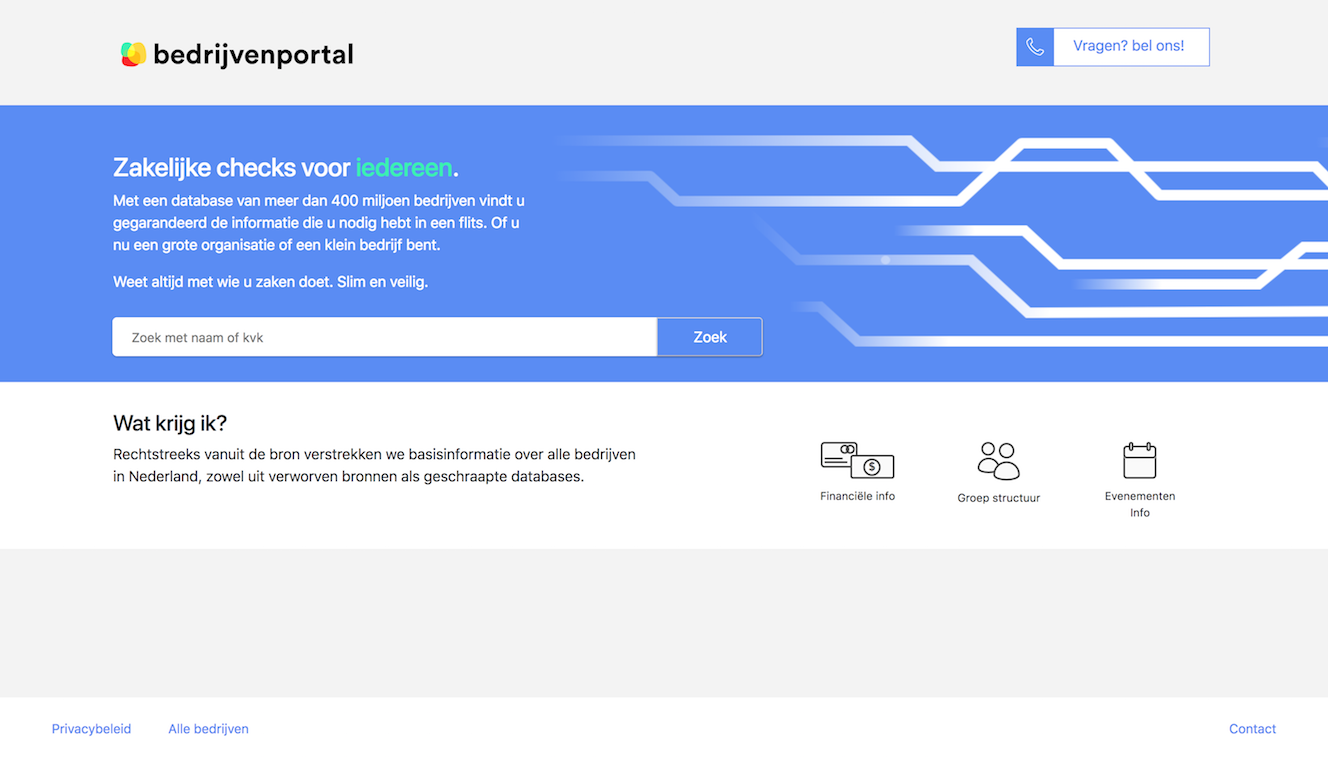 bedrijvenportal
Vragen? bel ons!
Zakelijke checks voor iedereen.
Met een database van meer dan 400 miljoen bedrijven vindt u
gegarandeerd de informatie die u nodig hebt in een flits. Of u
nu een grote organisatie of een klein bedrijf bent.
Weet altijd met wie u zaken doet. Slim en veilig.
Zoek met naam of kvk
Zoek
Wat krijg ik?
Rechtstreeks vanuit de bron verstrekken we basisinformatie over alle bedrijven
in Nederland, zowel uit verworven bronnen als geschraapte databases.
$
Financiële info
Groep structuur
Evenementen
Info
Privacybeleid
Alle bedrijven
Contact